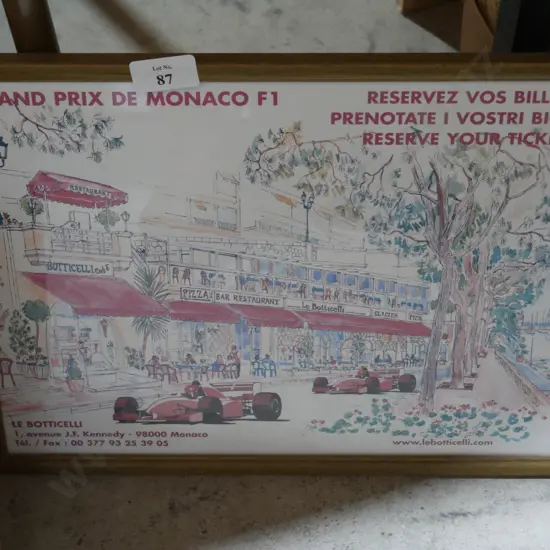 Lot No.
87
AND PRIX DE MONACO F1
RESERVEZ VOS BILL
PRENOTATE I VOSTRI BI
RESERVE YOUR TICK
RESTAURANT
BOTTICELLI Café
PIZZA BAR RESTAURANT
Le Botticelli
GLACIER
LE BOTTICELLI
1, avenue J.F. Kennedy - 98000 Monaco
Tél. / Fax : 00 377 93 25 39 05
www.lebotticelli.com